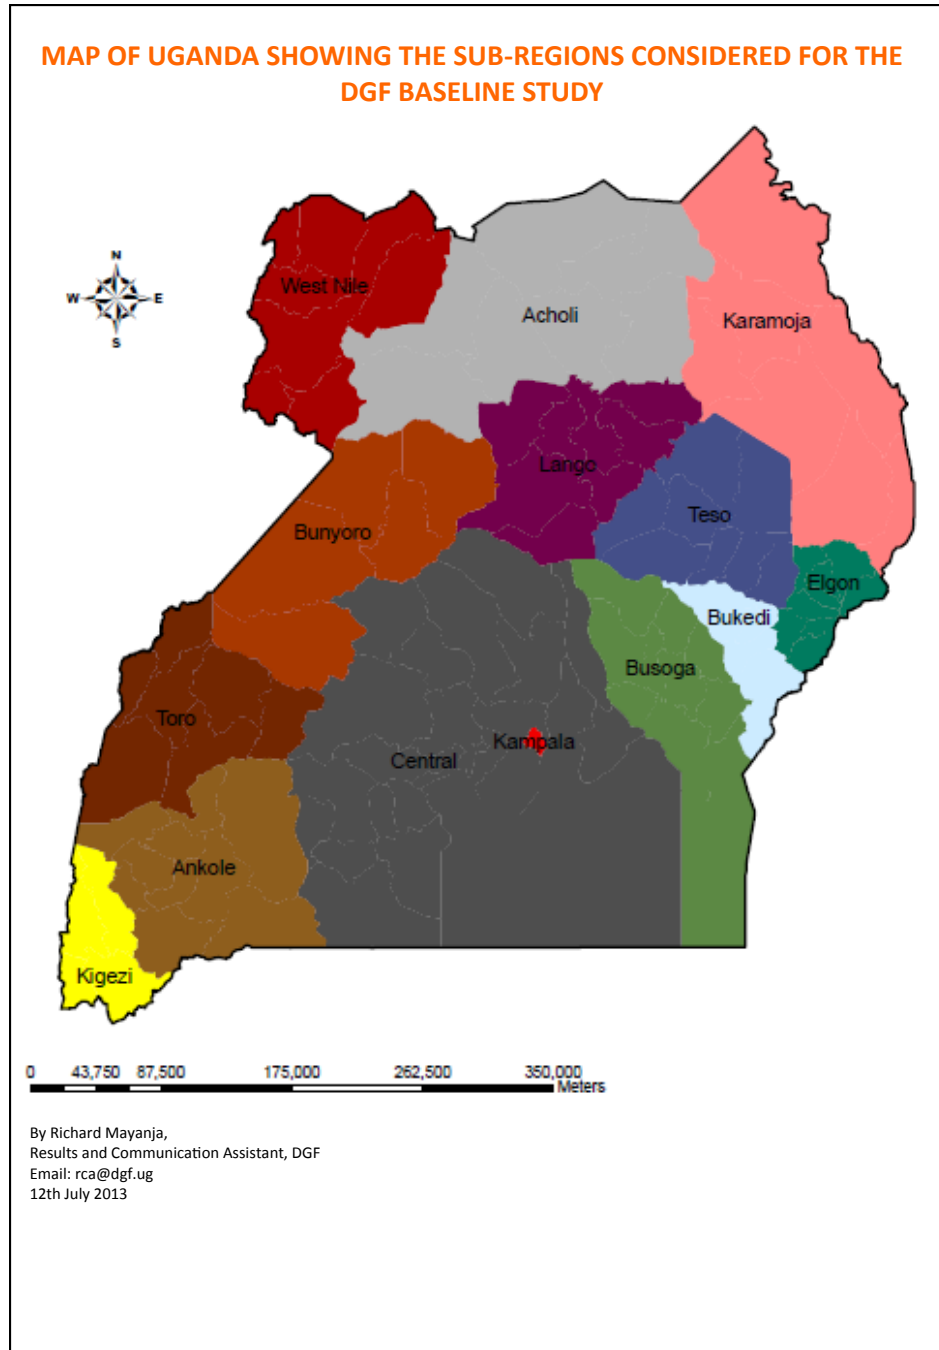 MAP OF UGANDA SHOWING THE SUB-REGIONS CONSIDERED FOR THE
DGF BASELINE STUDY
N
W E
S
West Nile
Acholi
Karamoja
Lango
Teso
Bunyoro
Elgon
Bukedi
Busoga
Toro
Kampala
Central
Ankole
Kigezi
0 43,750 87,500 175,000 262,500 350,000
Meters
By Richard Mayanja,
Results and Communication Assistant, DGF
Email: rca@dgf.ug
12th July 2013